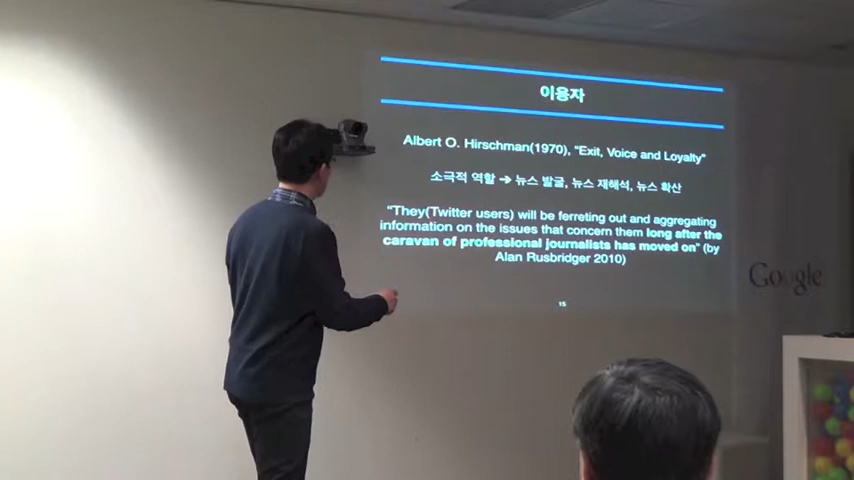 이용자
Albert O. Hirschman(1970), "Exit, Voice and Loyalty"
소극적 역할 → 뉴스 발굴, 뉴스 재해석, 뉴스 확산
"They(Twitter users) will be ferreting out and aggregating
information on the issues that concern them long after the
caravan of professional journalists has moved on" (by
Alan Rusbridger 2010)
15
Google